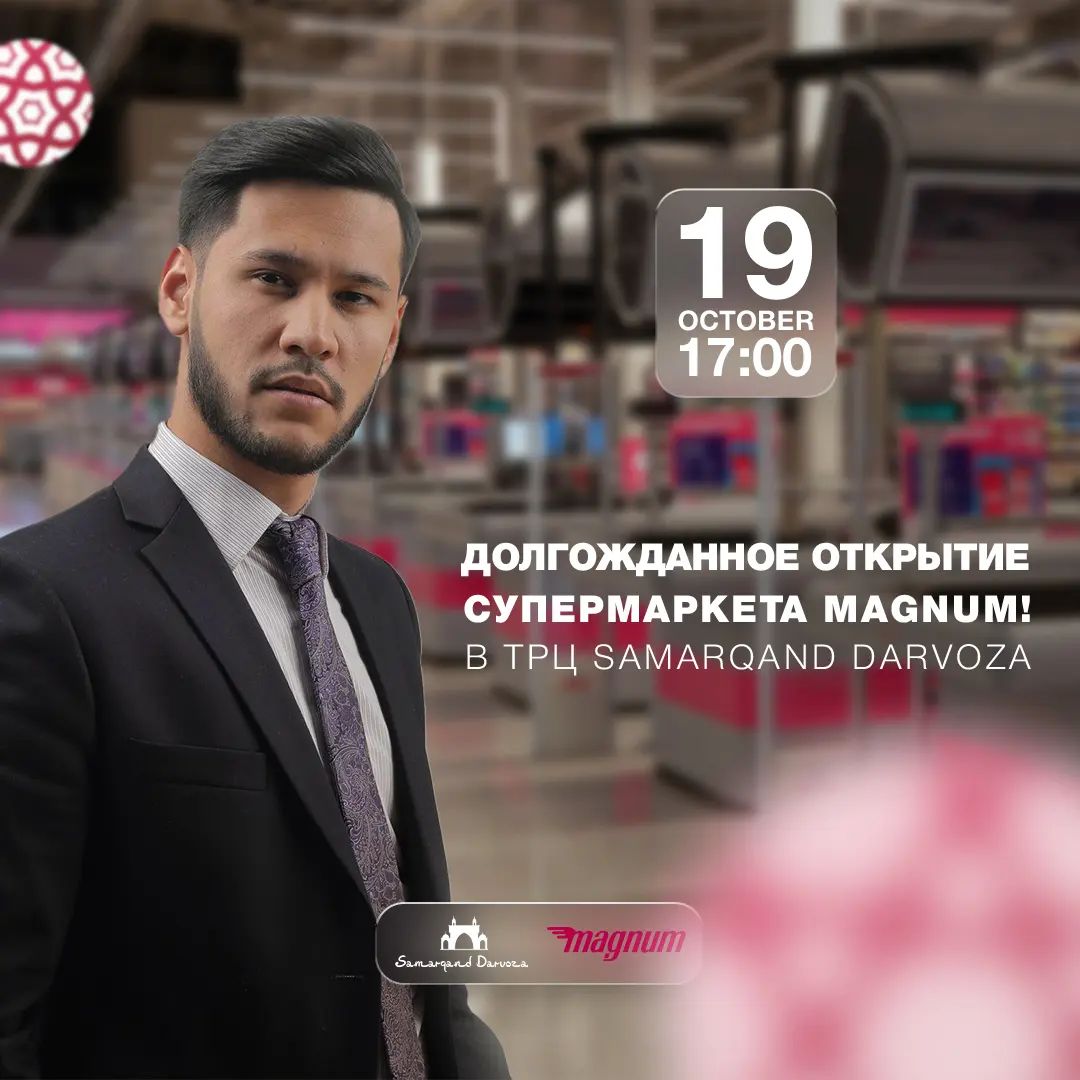 19
OCTOBER
17:00
ДОЛГОЖДАННОЕ ОТКРЫТИЕ
СУПЕРМАРКЕТА MAGNUM!
В ТРЦ SAMARQAND DARVOZA
Samarqand Darvoza
magnum